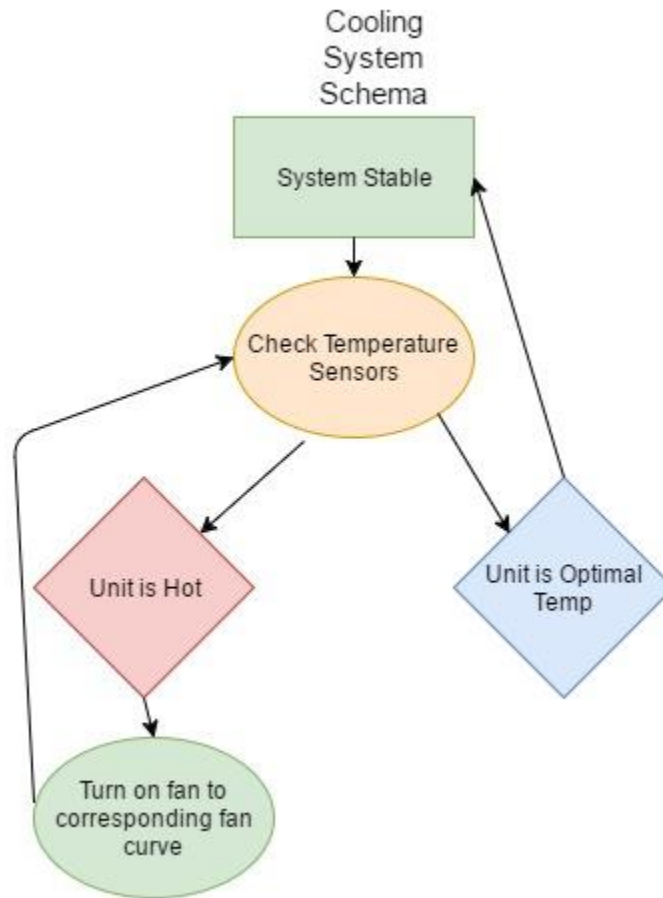 Cooling
System
Schema
System Stable
Check Temperature
Sensors
Unit is Hot
Unit is Optimal
Temp
Turn on fan to
corresponding fan
curve